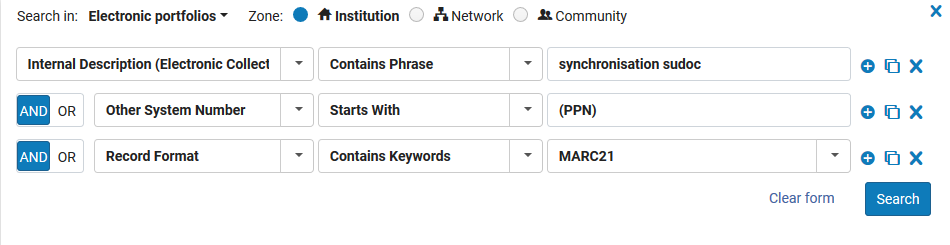 Search in: Electronic portfolios Zone: Institution Network Community
Internal Description (Electronic Collect Contains Phrase synchronisation sudoc
AND OR Other System Number Starts With (PPN)
AND OR Record Format Contains Keywords MARC21
Clear form Search